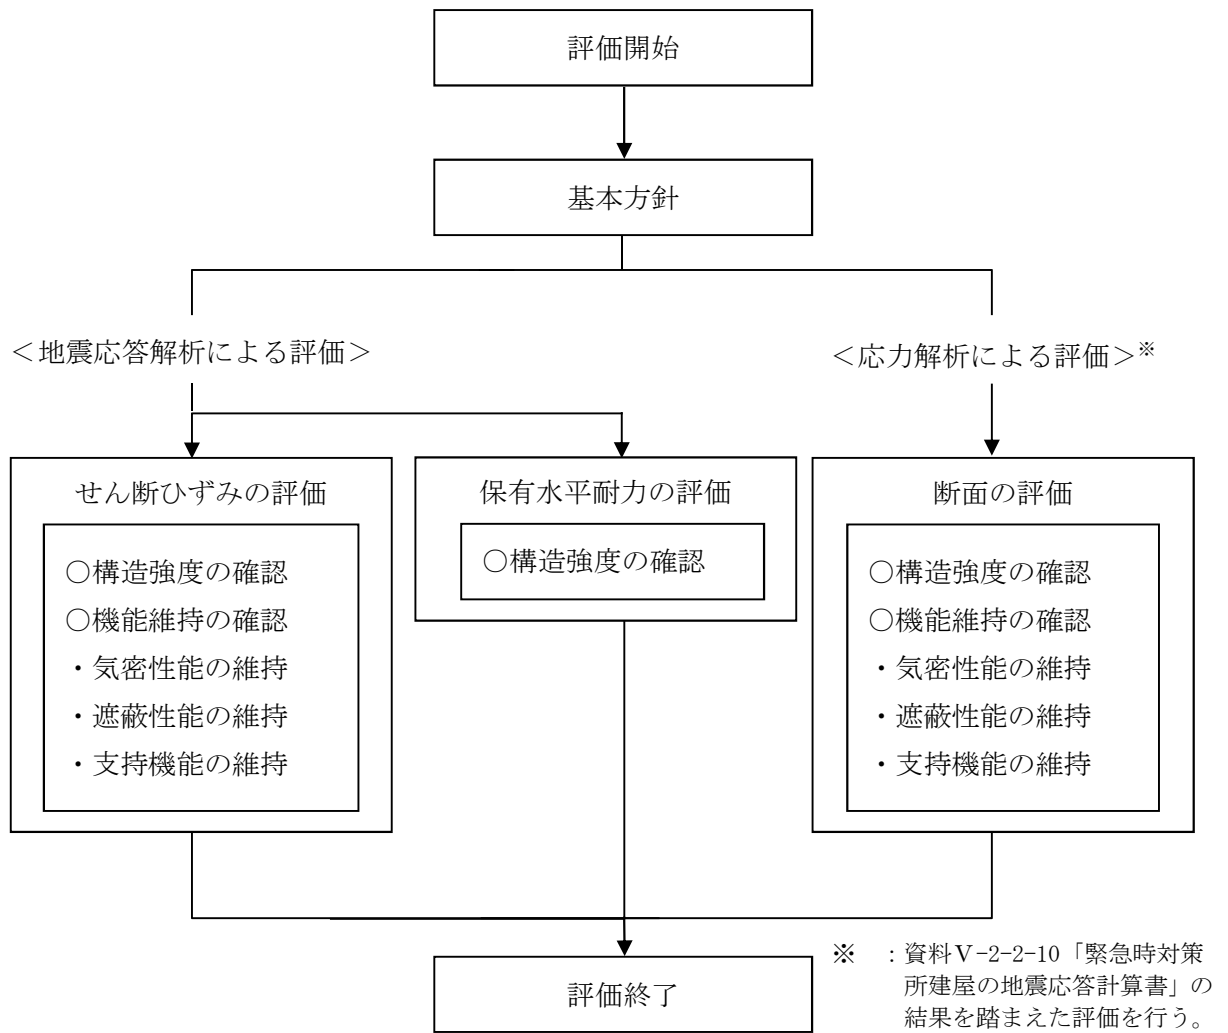 評価開始
基本方針
＜地震応答解析による評価＞
＜応力解析による評価＞※
せん断ひずみの評価
○構造強度の確認
○機能維持の確認
・気密性能の維持
・遮蔽性能の維持
・支持機能の維持
保有水平耐力の評価
○構造強度の確認
断面の評価
○構造強度の確認
○機能維持の確認
・気密性能の維持
・遮蔽性能の維持
・支持機能の維持
評価終了
※　：資料Ⅴ-2-2-10「緊急時対策
所建屋の地震応答計算書」の
結果を踏まえた評価を行う。